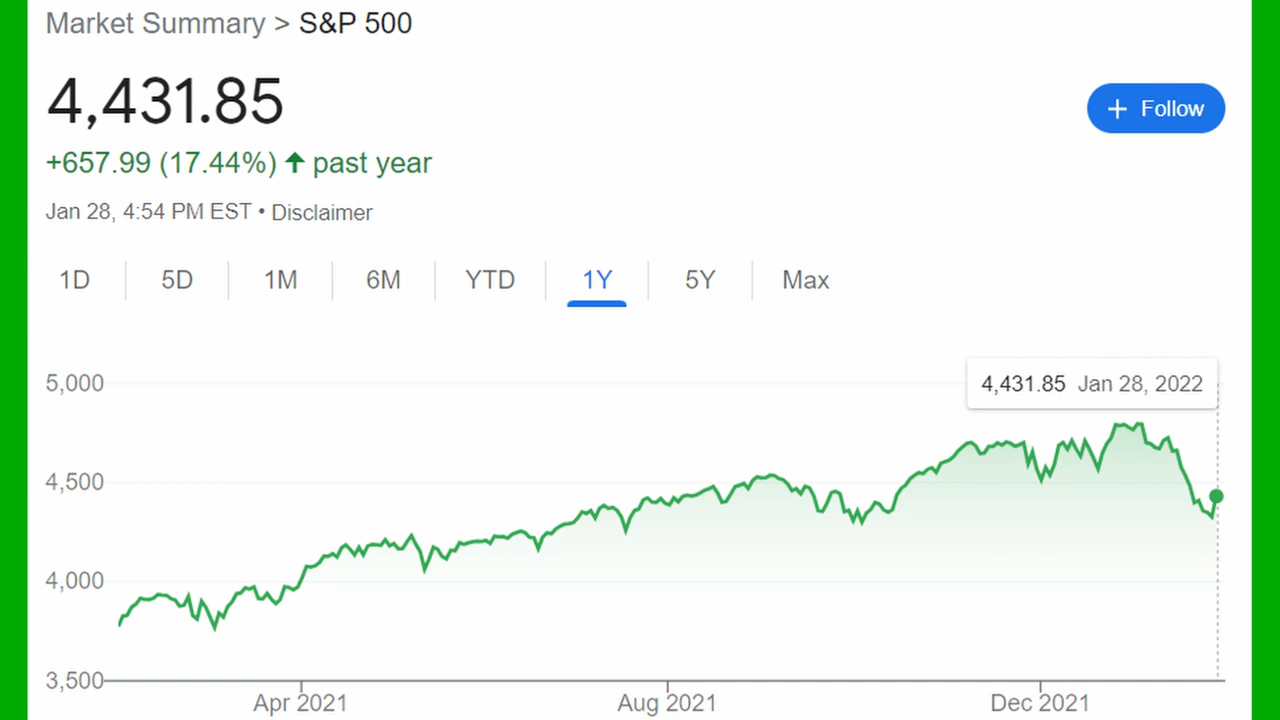 Market Summary > S&P 500
4,431.85
+ Follow
+657.99 (17.44%) ↑ past year
Jan 28, 4:54 PM EST • Disclaimer
1D 5D 1M 6M YTD 1Y 5Y Max
5,000
4,431.85 Jan 28, 2022
4,500
4,000
3,500
Apr 2021 Aug 2021 Dec 2021